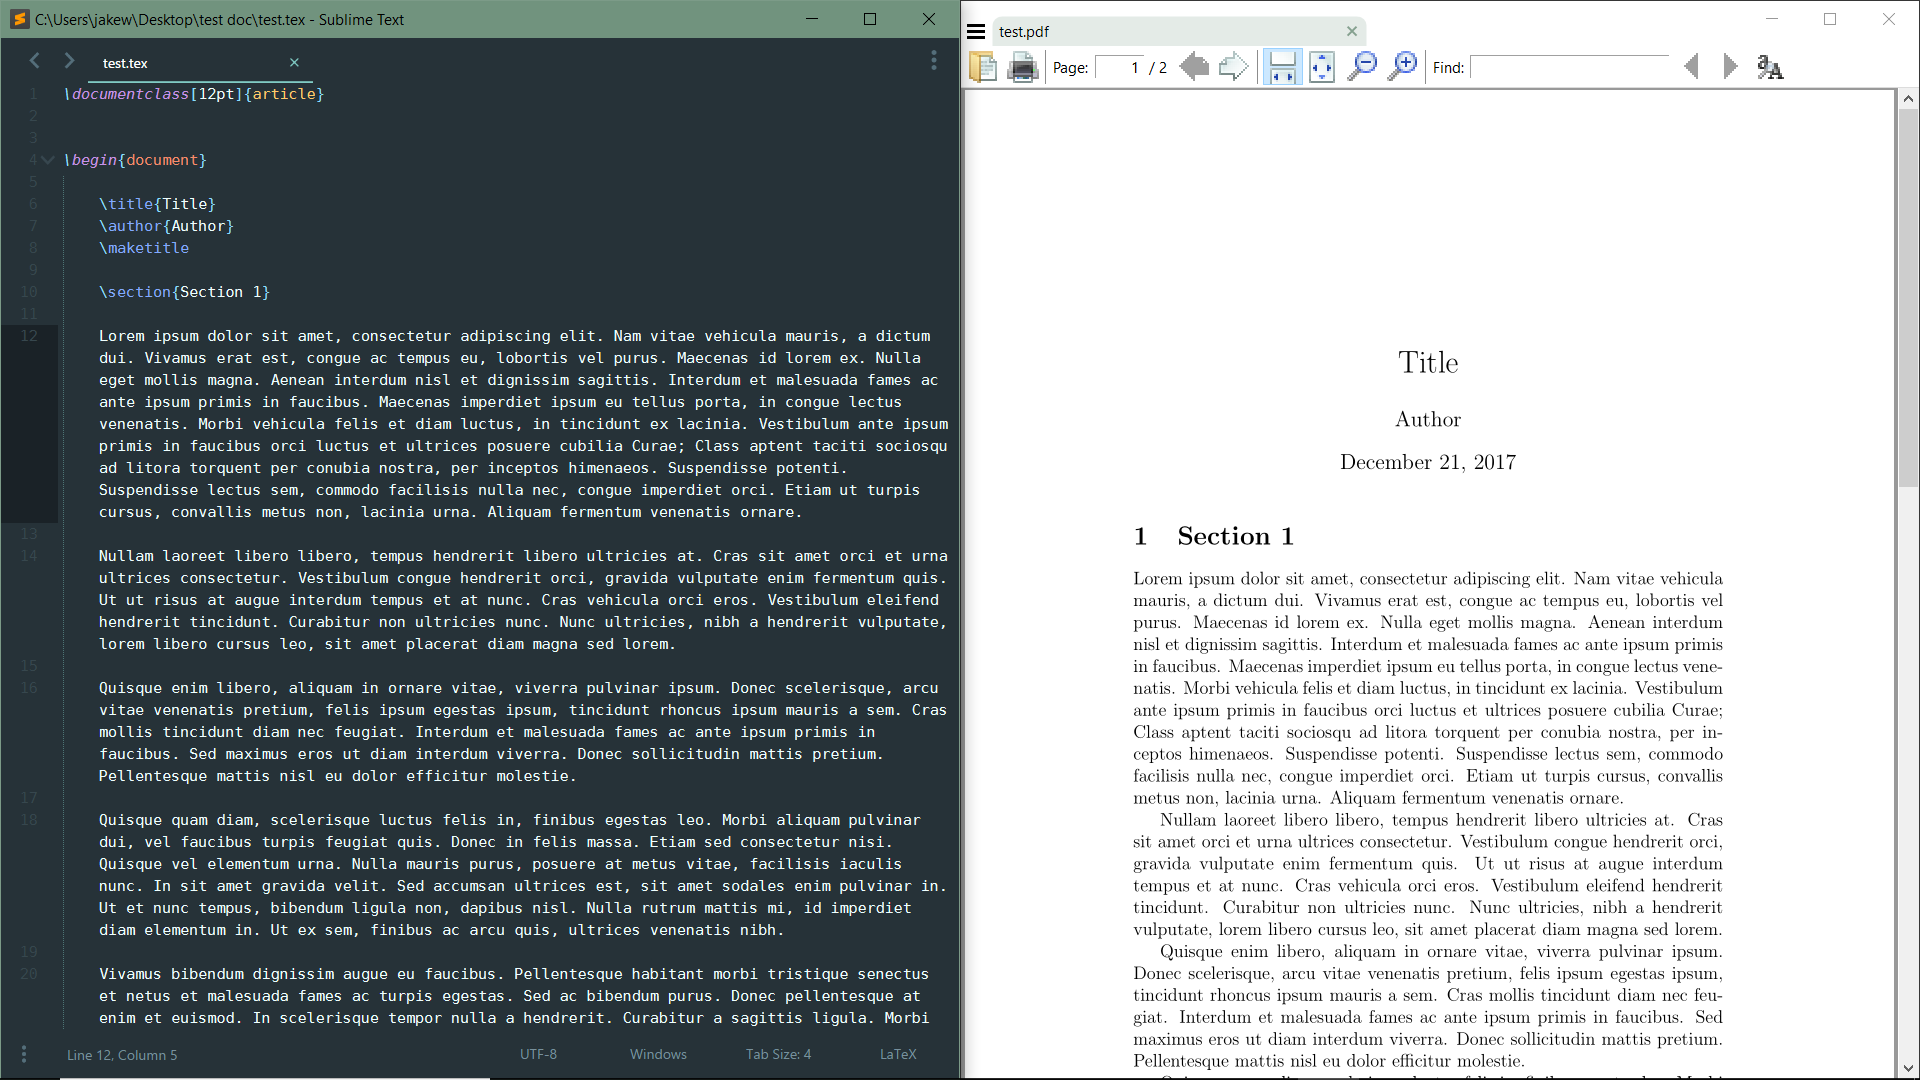 C:\Users\jakew\Desktop\test doc\test.tex - Sublime Text
test.tex
1 \documentclass[12pt]{article}
2
3
4 \begin{document}
5
6 \title{Title}
7 \author{Author}
8 \maketitle
9
10 \section{Section 1}
11
12 Lorem ipsum dolor sit amet, consectetur adipiscing elit. Nam vitae vehicula mauris, a dictum
dui. Vivamus erat est, congue ac tempus eu, lobortis vel purus. Maecenas id lorem ex. Nulla
eget mollis magna. Aenean interdum nisl et dignissim sagittis. Interdum et malesuada fames ac
ante ipsum primis in faucibus. Maecenas imperdiet ipsum eu tellus porta, in congue lectus
venenatis. Morbi vehicula felis et diam luctus, in tincidunt ex lacinia. Vestibulum ante ipsum
primis in faucibus orci luctus et ultrices posuere cubilia Curae; Class aptent taciti sociosqu
ad litora torquent per conubia nostra, per inceptos himenaeos. Suspendisse potenti.
Suspendisse lectus sem, commodo facilisis nulla nec, congue imperdiet orci. Etiam ut turpis
cursus, convallis metus non, lacinia urna. Aliquam fermentum venenatis ornare.
13
14 Nullam laoreet libero libero, tempus hendrerit libero ultricies at. Cras sit amet orci et urna
ultrices consectetur. Vestibulum congue hendrerit orci, gravida vulputate enim fermentum quis.
Ut ut risus at augue interdum tempus et at nunc. Cras vehicula orci eros. Vestibulum eleifend
hendrerit tincidunt. Curabitur non ultricies nunc. Nunc ultricies, nibh a hendrerit vulputate,
lorem libero cursus leo, sit amet placerat diam magna sed lorem.
15
16 Quisque enim libero, aliquam in ornare vitae, viverra pulvinar ipsum. Donec scelerisque, arcu
vitae venenatis pretium, felis ipsum egestas ipsum, tincidunt rhoncus ipsum mauris a sem. Cras
mollis tincidunt diam nec feugiat. Interdum et malesuada fames ac ante ipsum primis in
faucibus. Sed maximus eros ut diam interdum viverra. Donec sollicitudin mattis pretium.
Pellentesque mattis nisl eu dolor efficitur molestie.
17
18 Quisque quam diam, scelerisque luctus felis in, finibus egestas leo. Morbi aliquam pulvinar
dui, vel faucibus turpis feugiat quis. Donec in felis massa. Etiam sed consectetur nisi.
Quisque vel elementum urna. Nulla mauris purus, posuere at metus vitae, facilisis iaculis
nunc. In sit amet gravida velit. Sed accumsan ultrices est, sit amet sodales enim pulvinar in.
Ut et nunc tempus, bibendum ligula non, dapibus nisl. Nulla rutrum mattis mi, id imperdiet
diam elementum in. Ut ex sem, finibus ac arcu quis, ultrices venenatis nibh.
19
20 Vivamus bibendum dignissim augue eu faucibus. Pellentesque habitant morbi tristique senectus
et netus et malesuada fames ac turpis egestas. Sed ac bibendum purus. Donec pellentesque at
enim et euismod. In scelerisque tempor nulla a hendrerit. Curabitur a sagittis ligula. Morbi
Line 12, Column 5 UTF-8 Windows Tab Size: 4 LaTeX
test.pdf
Page: 1 / 2 Find:
Title
Author
December 21, 2017
1 Section 1
Lorem ipsum dolor sit amet, consectetur adipiscing elit. Nam vitae vehicula
mauris, a dictum dui. Vivamus erat est, congue ac tempus eu, lobortis vel
purus. Maecenas id lorem ex. Nulla eget mollis magna. Aenean interdum
nisl et dignissim sagittis. Interdum et malesuada fames ac ante ipsum primis
in faucibus. Maecenas imperdiet ipsum eu tellus porta, in congue lectus vene-
natis. Morbi vehicula felis et diam luctus, in tincidunt ex lacinia. Vestibulum
ante ipsum primis in faucibus orci luctus et ultrices posuere cubilia Curae;
Class aptent taciti sociosqu ad litora torquent per conubia nostra, per in-
ceptos himenaeos. Suspendisse potenti. Suspendisse lectus sem, commodo
facilisis nulla nec, congue imperdiet orci. Etiam ut turpis cursus, convallis
metus non, lacinia urna. Aliquam fermentum venenatis ornare.
Nullam laoreet libero libero, tempus hendrerit libero ultricies at. Cras
sit amet orci et urna ultrices consectetur. Vestibulum congue hendrerit orci,
gravida vulputate enim fermentum quis. Ut ut risus at augue interdum
tempus et at nunc. Cras vehicula orci eros. Vestibulum eleifend hendrerit
tincidunt. Curabitur non ultricies nunc. Nunc ultricies, nibh a hendrerit
vulputate, lorem libero cursus leo, sit amet placerat diam magna sed lorem.
Quisque enim libero, aliquam in ornare vitae, viverra pulvinar ipsum.
Donec scelerisque, arcu vitae venenatis pretium, felis ipsum egestas ipsum,
tincidunt rhoncus ipsum mauris a sem. Cras mollis tincidunt diam nec feu-
giat. Interdum et malesuada fames ac ante ipsum primis in faucibus. Sed
maximus eros ut diam interdum viverra. Donec sollicitudin mattis pretium.
Pellentesque mattis nisl eu dolor efficitur molestie.